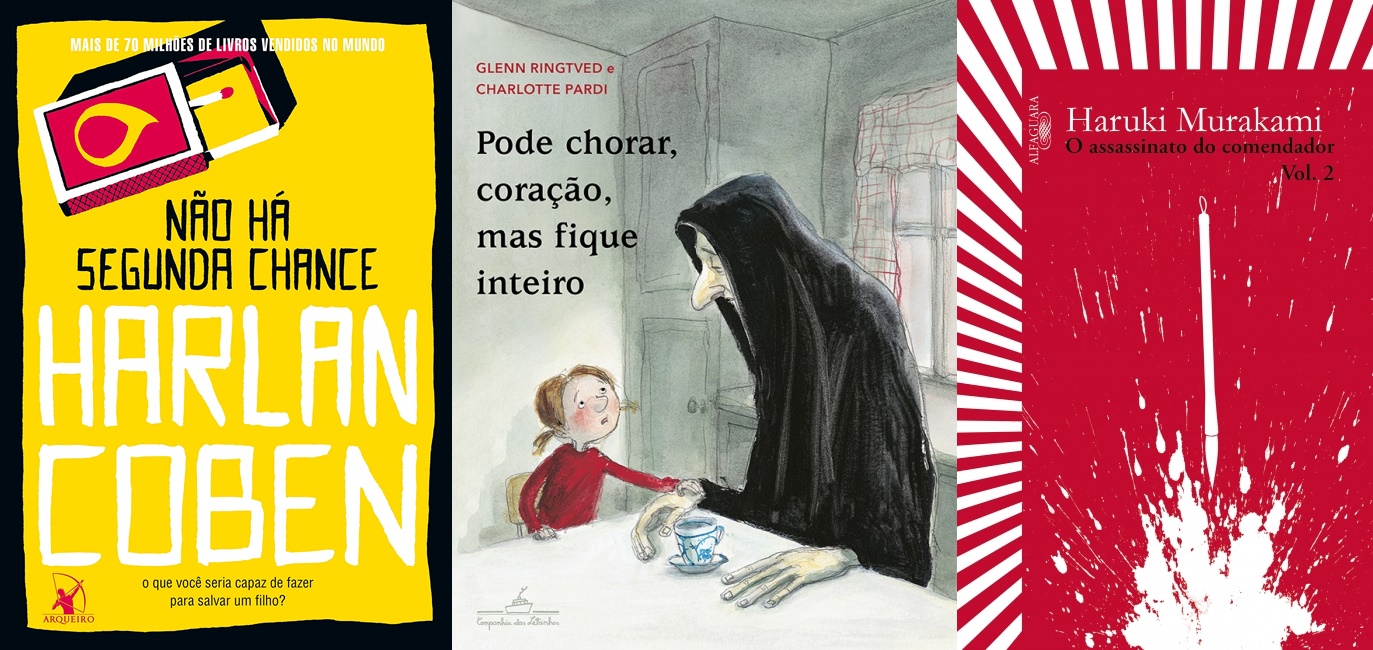 MAIS DE 70 MILHÕES DE LIVROS VENDIDOS NO MUNDO
NÃO HÁ
SEGUNDA CHANCE
HARLAN
COBEN
o que você seria capaz de fazer
para salvar um filho?
ARQUEIRO
GLENN RINGTVED e
CHARLOTTE PARDI
Pode chorar,
coração,
mas fique
inteiro
Companhia das Letrinhas
ALFAGUARA
Haruki Murakami
O assassinato do comendador
Vol. 2